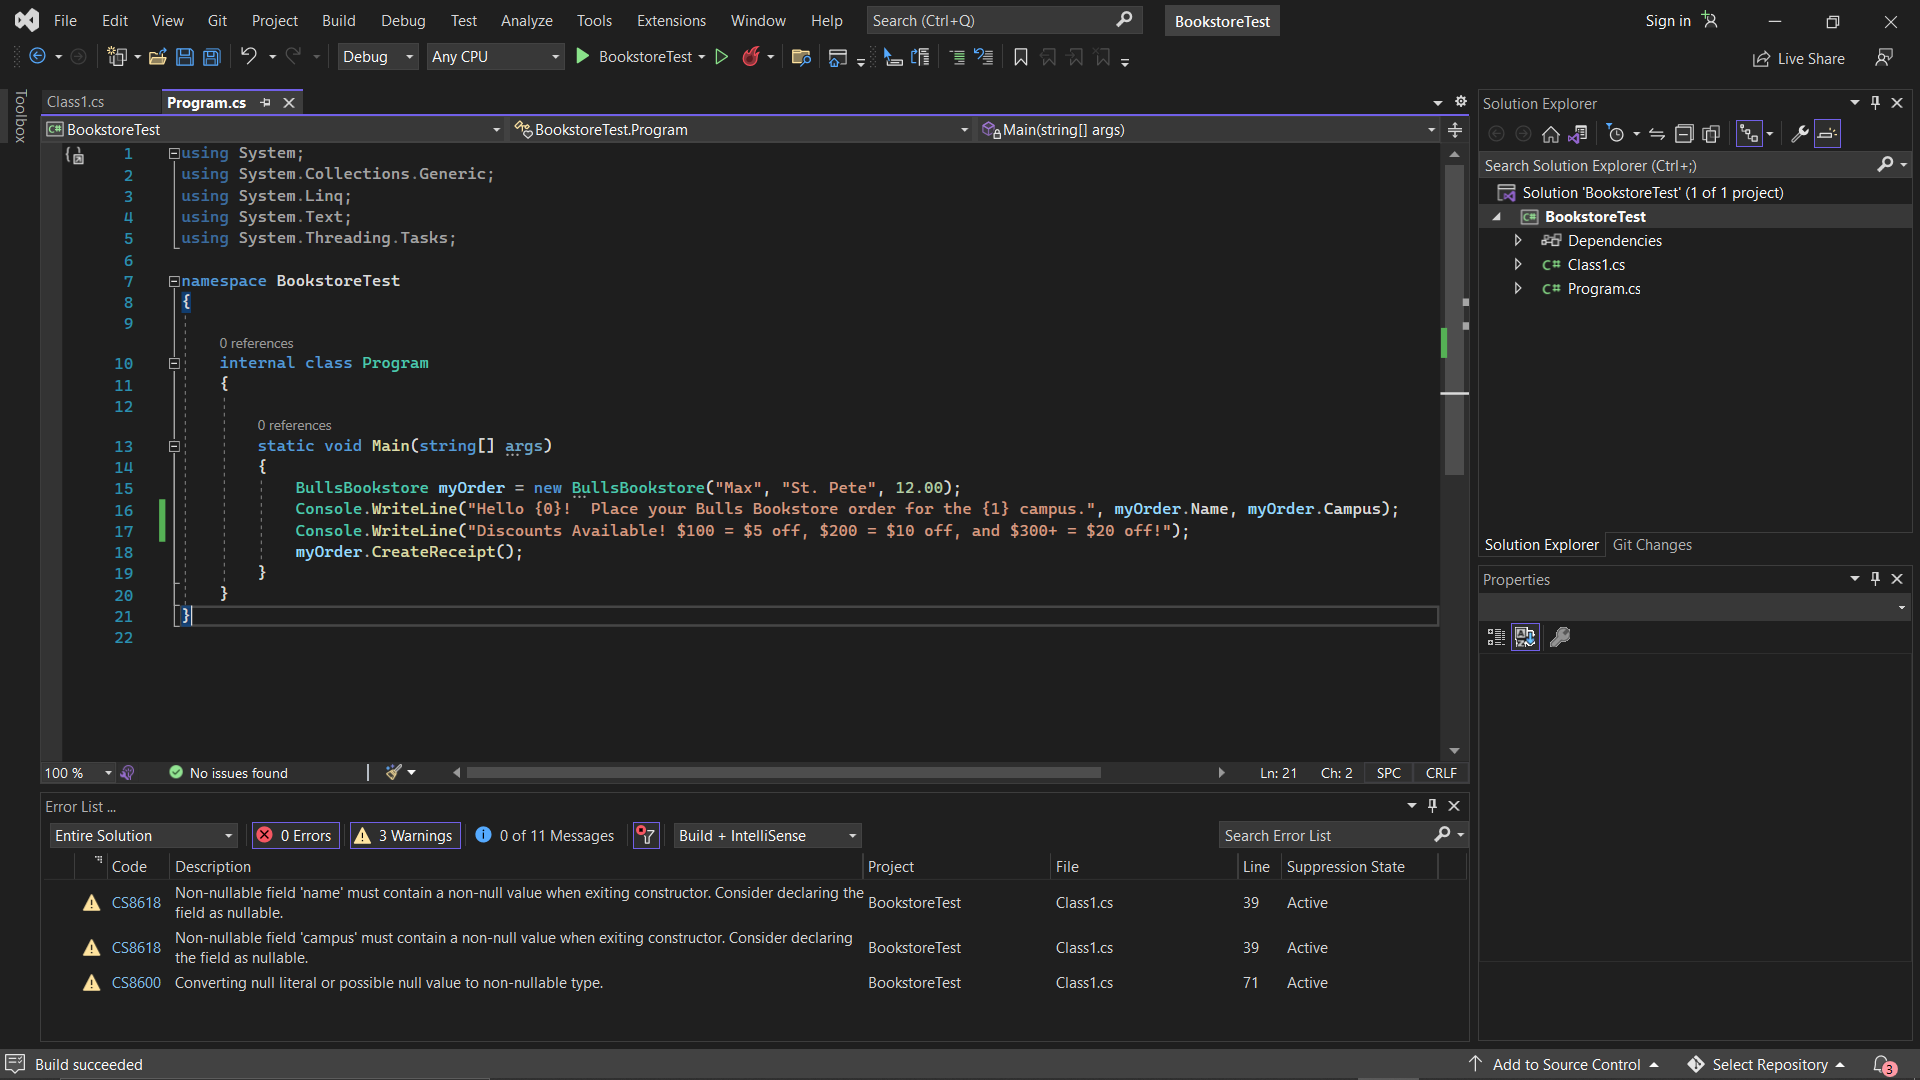 File Edit View Git Project Build Debug Test Analyze Tools Extensions Window Help Search (Ctrl+Q) BookstoreTest Sign in
Debug Any CPU BookstoreTest Live Share
Toolbox
Class1.cs Program.cs
BookstoreTest BookstoreTest.Program Main(string[] args)
1 using System;
2 using System.Collections.Generic;
3 using System.Linq;
4 using System.Text;
5 using System.Threading.Tasks;
6
7 namespace BookstoreTest
8 {
9
0 references
10 internal class Program
11 {
12
0 references
13 static void Main(string[] args)
14 {
15 BullsBookstore myOrder = new BullsBookstore("Max", "St. Pete", 12.00);
16 Console.WriteLine("Hello {0}!  Place your Bulls Bookstore order for the {1} campus.", myOrder.Name, myOrder.Campus);
17 Console.WriteLine("Discounts Available! $100 = $5 off, $200 = $10 off, and $300+ = $20 off!");
18 myOrder.CreateReceipt();
19 }
20 }
21 }
22
100 % No issues found Ln: 21 Ch: 2 SPC CRLF
Error List ...
Entire Solution 0 Errors 3 Warnings 0 of 11 Messages Build + IntelliSense Search Error List
Code Description Project File Line Suppression State
CS8618 Non-nullable field 'name' must contain a non-null value when exiting constructor. Consider declaring the
field as nullable. BookstoreTest Class1.cs 39 Active
CS8618 Non-nullable field 'campus' must contain a non-null value when exiting constructor. Consider declaring
the field as nullable. BookstoreTest Class1.cs 39 Active
CS8600 Converting null literal or possible null value to non-nullable type. BookstoreTest Class1.cs 71 Active
Solution Explorer
Search Solution Explorer (Ctrl+;)
Solution 'BookstoreTest' (1 of 1 project)
C# BookstoreTest
Dependencies
C# Class1.cs
C# Program.cs
Solution Explorer Git Changes
Properties
Build succeeded Add to Source Control Select Repository 3